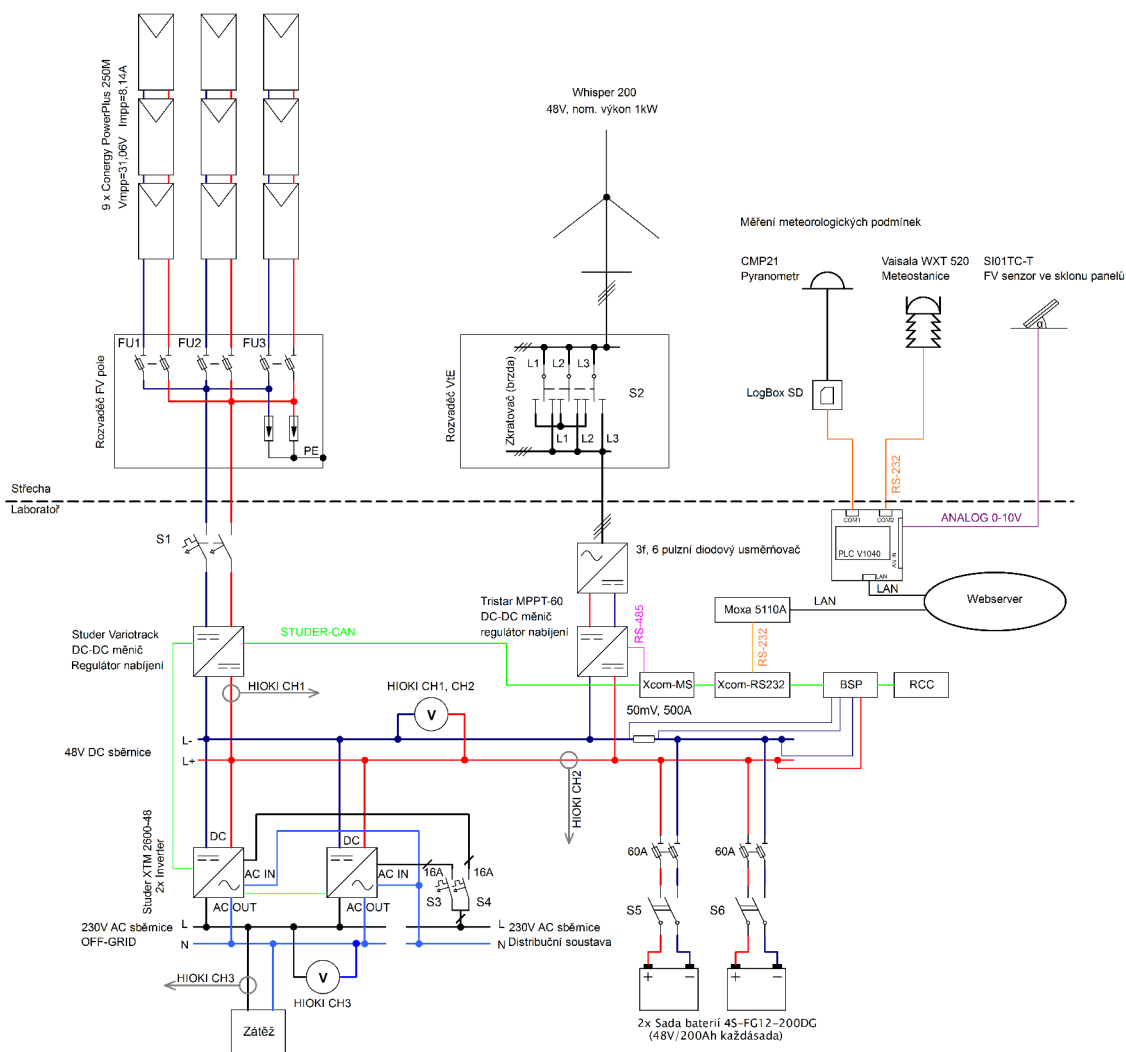 9 x Conergy PowerPlus 250M
Vmpp=31,06V Impp=8,14A
Whisper 200
48V, nom. výkon 1kW
Měření meteorologických podmínek
CMP21
Pyranometr
Vaisala WXT 520
Meteostanice
SI01TC-T
FV senzor ve sklonu panelů
α
LogBox SD
RS-232
Rozvaděč FV pole
FU1
FU2
FU3
PE
Rozvaděč VtE
Zkratovač (brzda)
L1
L2
L3
S2
L1
L2
L3
Střecha
Laboratoř
S1
3f, 6 pulzní diodový usměrňovač
COM1
COM2
PLC V1040
AN. IN
LAN
ANALOG 0-10V
LAN
LAN
Webserver
Moxa 5110A
Tristar MPPT-60
DC-DC měnič
regulátor nabíjení
RS-485
RS-232
Studer Variotrack
DC-DC měnič
Regulátor nabíjení
STUDER-CAN
Xcom-MS
Xcom-RS232
BSP
RCC
HIOKI CH1
HIOKI CH1, CH2
V
50mV, 500A
48V DC sběrnice
L-
L+
HIOKI CH2
Studer XTM 2600-48
2x Inverter
DC
AC IN
AC OUT
DC
AC IN
AC OUT
16A
16A
S3
S4
60A
60A
S5
S6
230V AC sběrnice
OFF-GRID
L
N
L
N
230V AC sběrnice
Distribuční soustava
HIOKI CH3
V
HIOKI CH3
Zátěž
+
-
+
-
2x Sada baterií 4S-FG12-200DG
(48V/200Ah každásada)